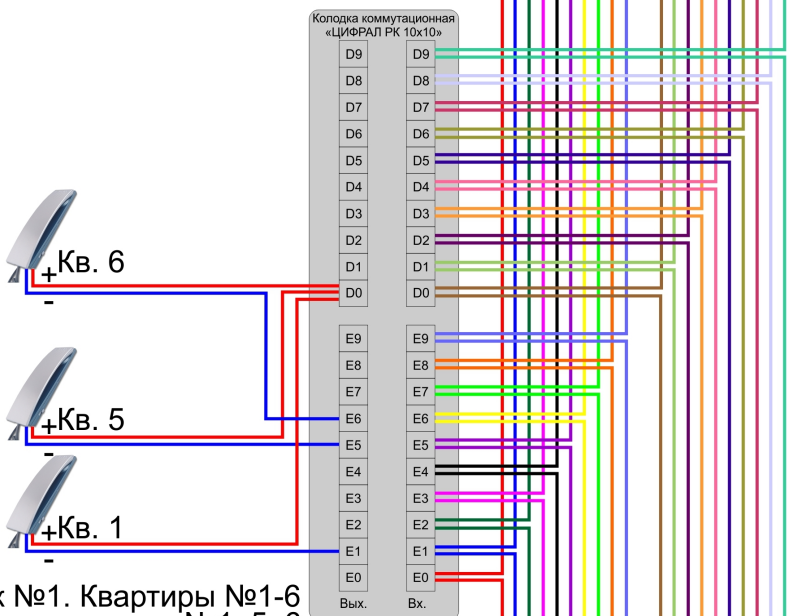 Колодка коммутационная
«ЦИФРАЛ РК 10х10»
D9 D9
D8 D8
D7 D7
D6 D6
D5 D5
D4 D4
D3 D3
D2 D2
D1 D1
D0 D0
+Кв. 6
-
E9 E9
E8 E8
E7 E7
E6 E6
E5 E5
+Кв. 5
-
E4 E4
E3 E3
E2 E2
E1 E1
E0 E0
+Кв. 1
-
№1. Квартиры №1-6
Вых. Вх.